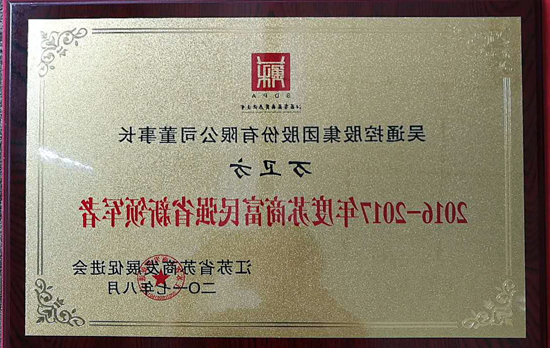 SDPA
吴通控股集团股份有限公司董事长
万卫方
2016-2017年度苏商富民强省新领军者
江苏省苏商发展促进会
二〇一七年八月